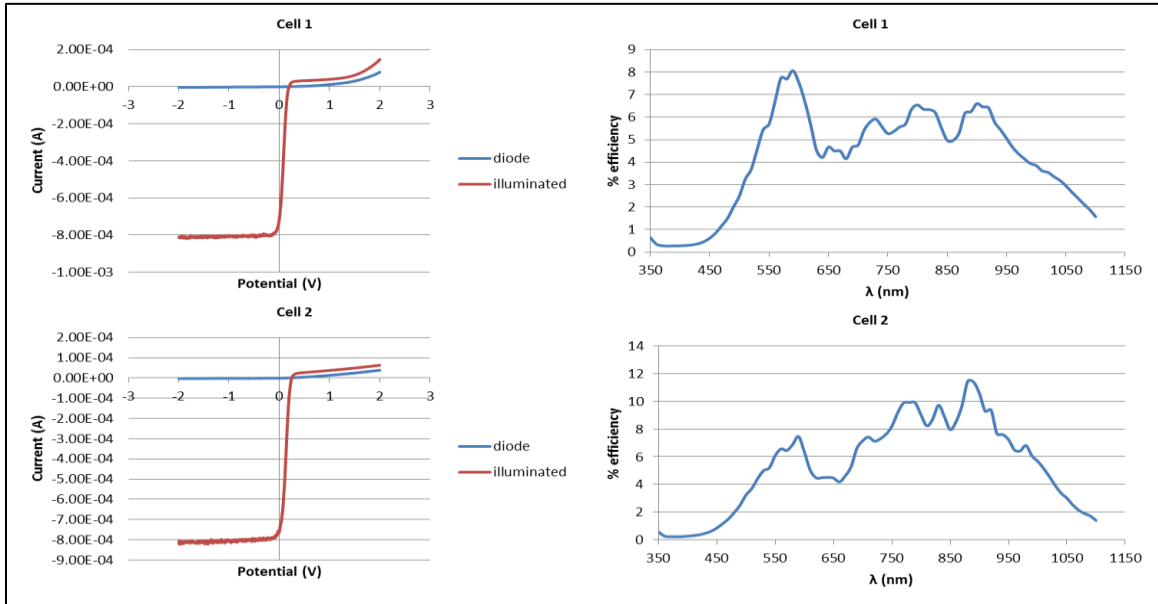 Cell 1
2.00E-04
0.00E+00
-2.00E-04
-4.00E-04
-6.00E-04
-8.00E-04
-1.00E-03
-3 -2 -1 0 1 2 3
Current (A)
Potential (V)
diode
illuminated
Cell 1
9
8
7
6
5
4
3
2
1
0
350 450 550 650 750 850 950 1050 1150
% efficiency
λ (nm)
Cell 2
2.00E-04
1.00E-04
0.00E+00
-1.00E-04
-2.00E-04
-3.00E-04
-4.00E-04
-5.00E-04
-6.00E-04
-7.00E-04
-8.00E-04
-9.00E-04
-3 -2 -1 0 1 2 3
Current (A)
Potential (V)
diode
illuminated
Cell 2
14
12
10
8
6
4
2
0
350 450 550 650 750 850 950 1050 1150
% efficiency
λ (nm)